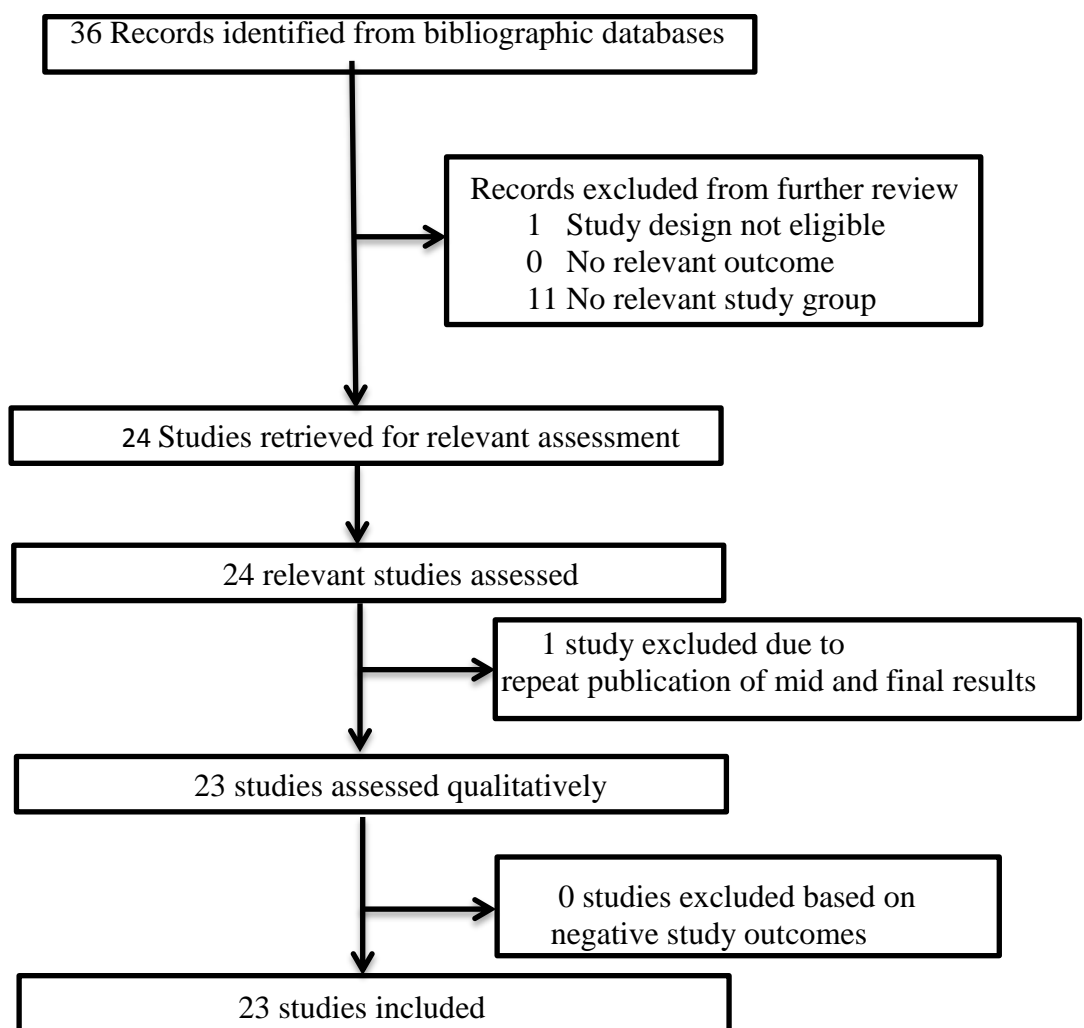 36 Records identified from bibliographic databases
Records excluded from further review
1 Study design not eligible
0 No relevant outcome
11 No relevant study group
24 Studies retrieved for relevant assessment
24 relevant studies assessed
1 study excluded due to
repeat publication of mid and final results
23 studies assessed qualitatively
0 studies excluded based on
negative study outcomes
23 studies included